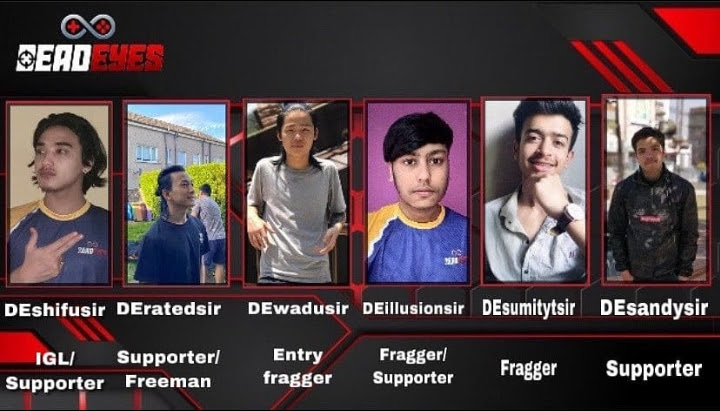 DEADEYES
DEshifusir DEratedsir DEwadusir DEillusionsir DEsumitytsir DEsandysir
IGL/ Supporter/ Entry Fragger/ Fragger Supporter
Supporter Freeman fragger Supporter